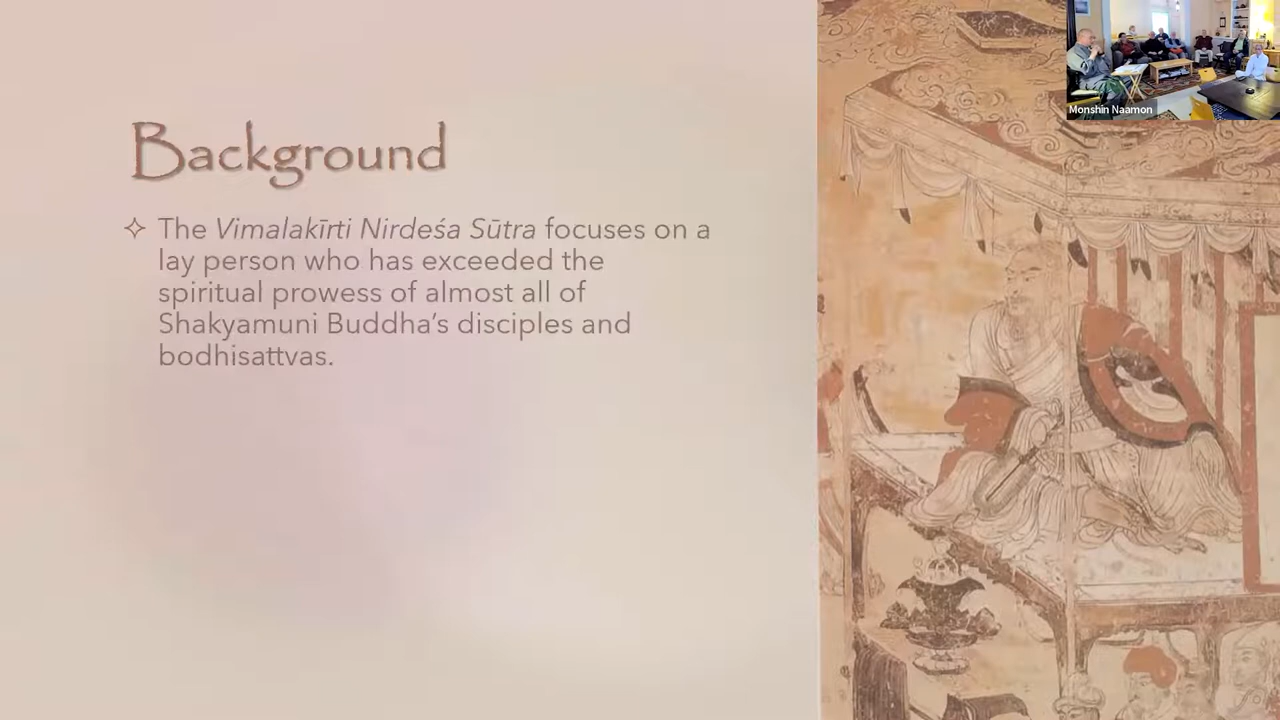 Background
✧ The Vimalakīrti Nirdeśa Sūtra focuses on a
lay person who has exceeded the
spiritual prowess of almost all of
Shakyamuni Buddha's disciples and
bodhisattvas.
Monshin Naamon